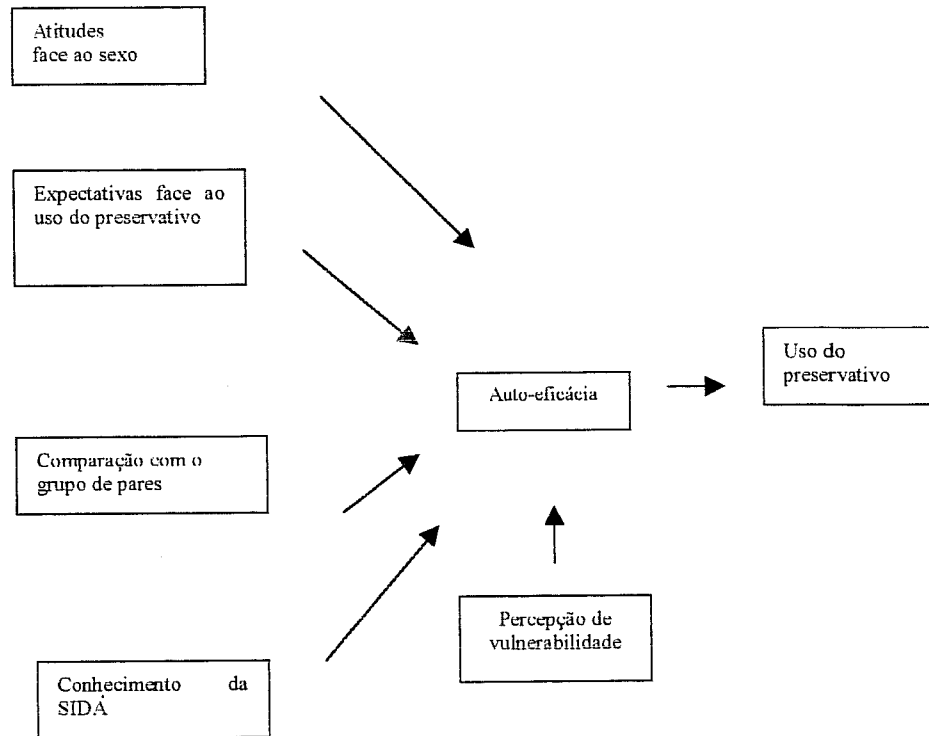 Atitudes
face ao sexo
Expectativas face ao
uso do preservativo
Uso do
preservativo
Auto-eficácia
Comparação com o
grupo de pares
Percepção de
vulnerabilidade
Conhecimento da
SIDA